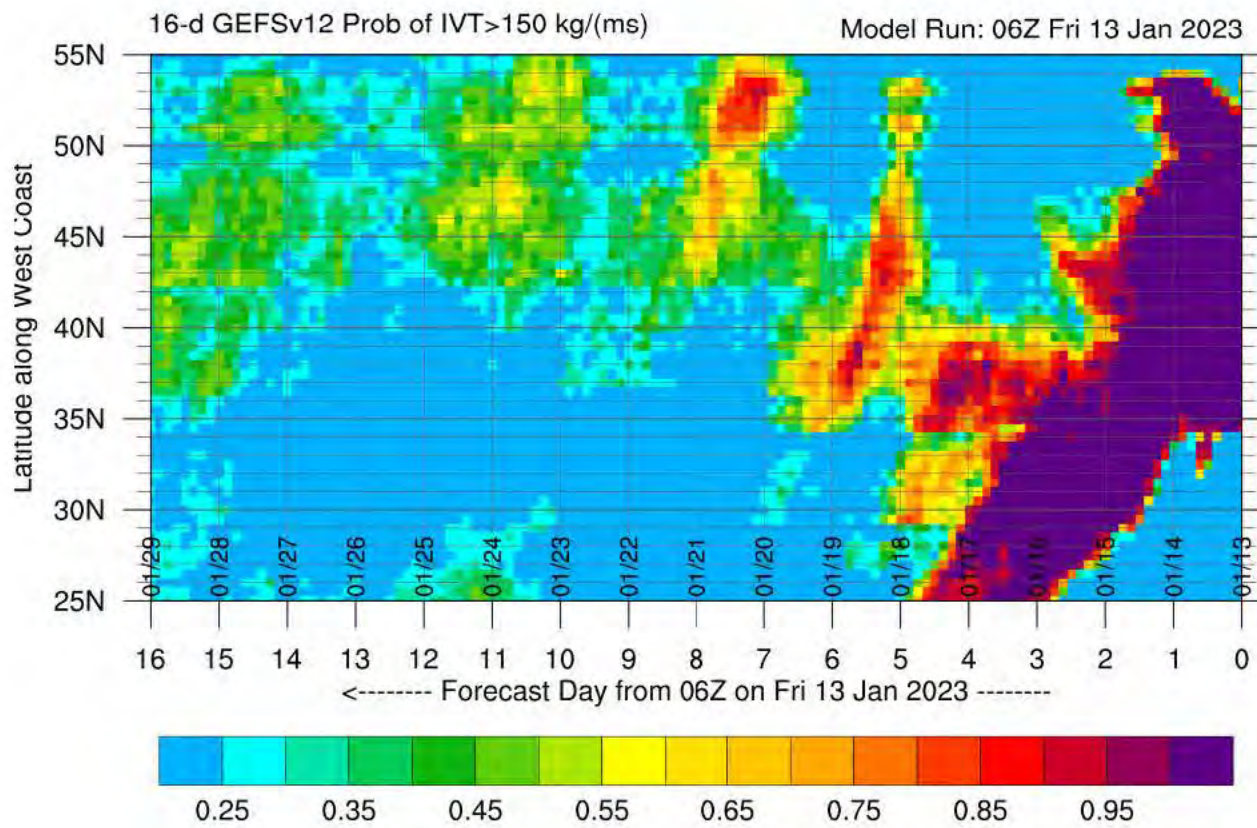 16-d GEFSv12 Prob of IVT>150 kg/(ms)
Model Run: 06Z Fri 13 Jan 2023
Latitude along West Coast
55N
50N
45N
40N
35N
30N
25N
01/29 01/28 01/27 01/26 01/25 01/24 01/23 01/22 01/21 01/20 01/19 01/18 01/17 01/16 01/15 01/14 01/13
16 15 14 13 12 11 10 9 8 7 6 5 4 3 2 1 0
<-------- Forecast Day from 06Z on Fri 13 Jan 2023 --------
0.25 0.35 0.45 0.55 0.65 0.75 0.85 0.95